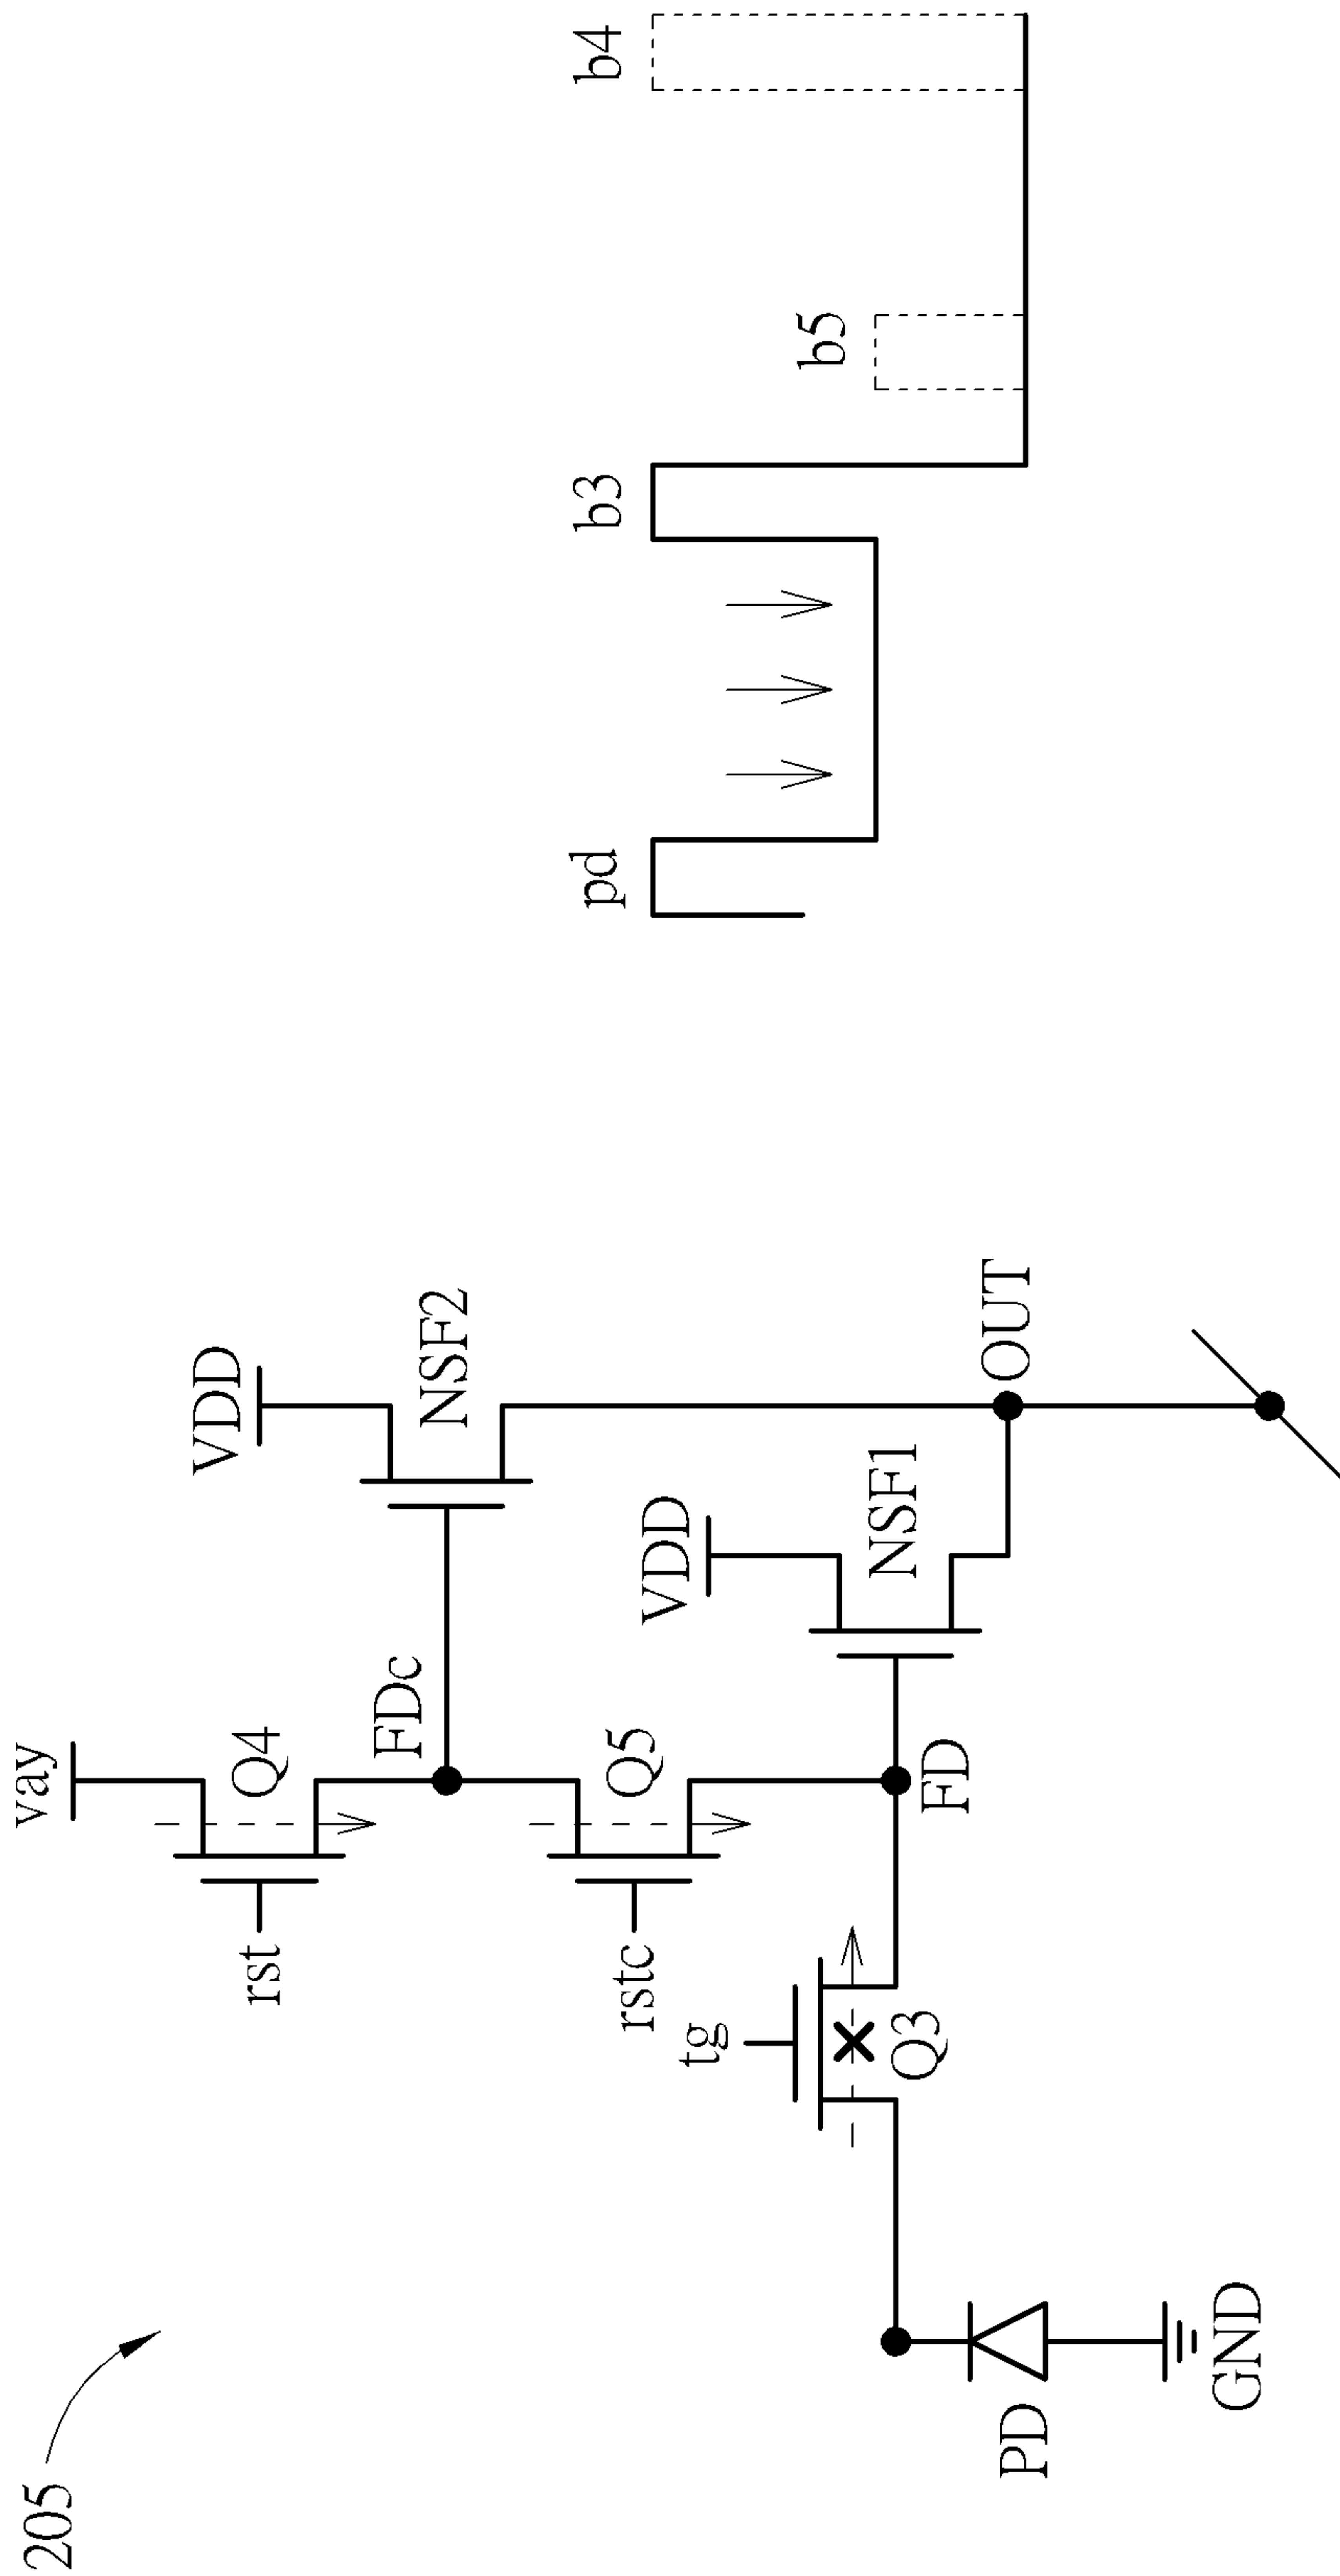 205
vay
rst
Q4
FDc
VDD
NSF2
rstc
Q5
tg
Q3
FD
VDD
NSF1
OUT
PD
GND
pd
b3
b5
b4